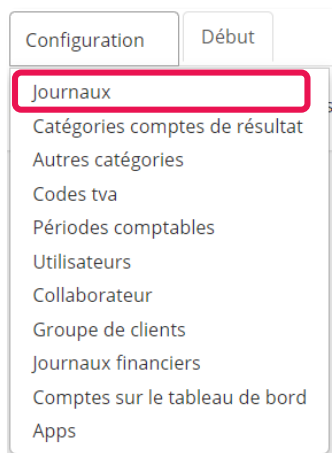 Configuration Début
Journaux
Catégories comptes de résultat
Autres catégories
Codes tva
Périodes comptables
Utilisateurs
Collaborateur
Groupe de clients
Journaux financiers
Comptes sur le tableau de bord
Apps